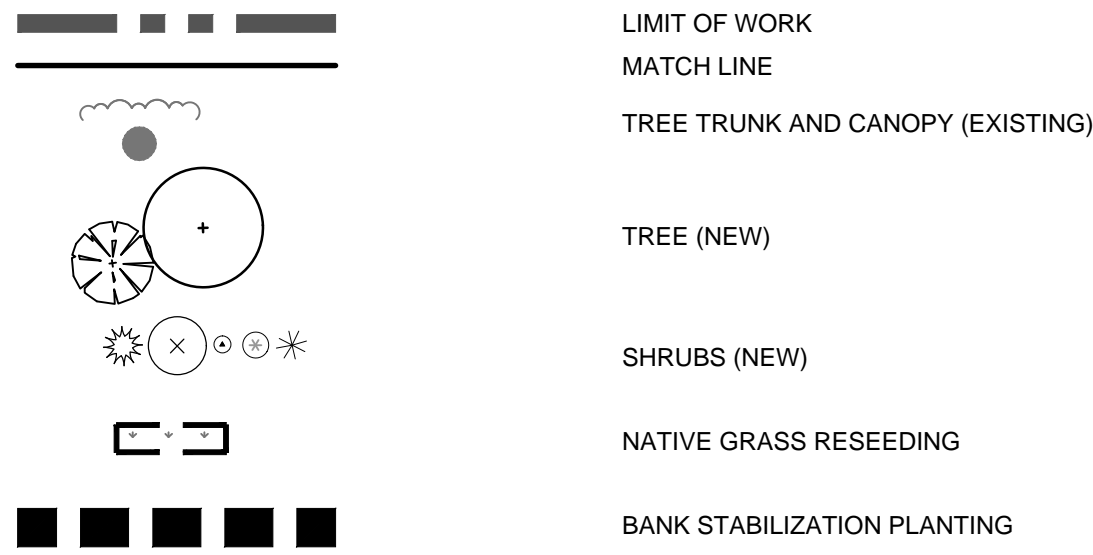 LIMIT OF WORK
MATCH LINE
TREE TRUNK AND CANOPY (EXISTING)
TREE (NEW)
SHRUBS (NEW)
NATIVE GRASS RESEEDING
BANK STABILIZATION PLANTING